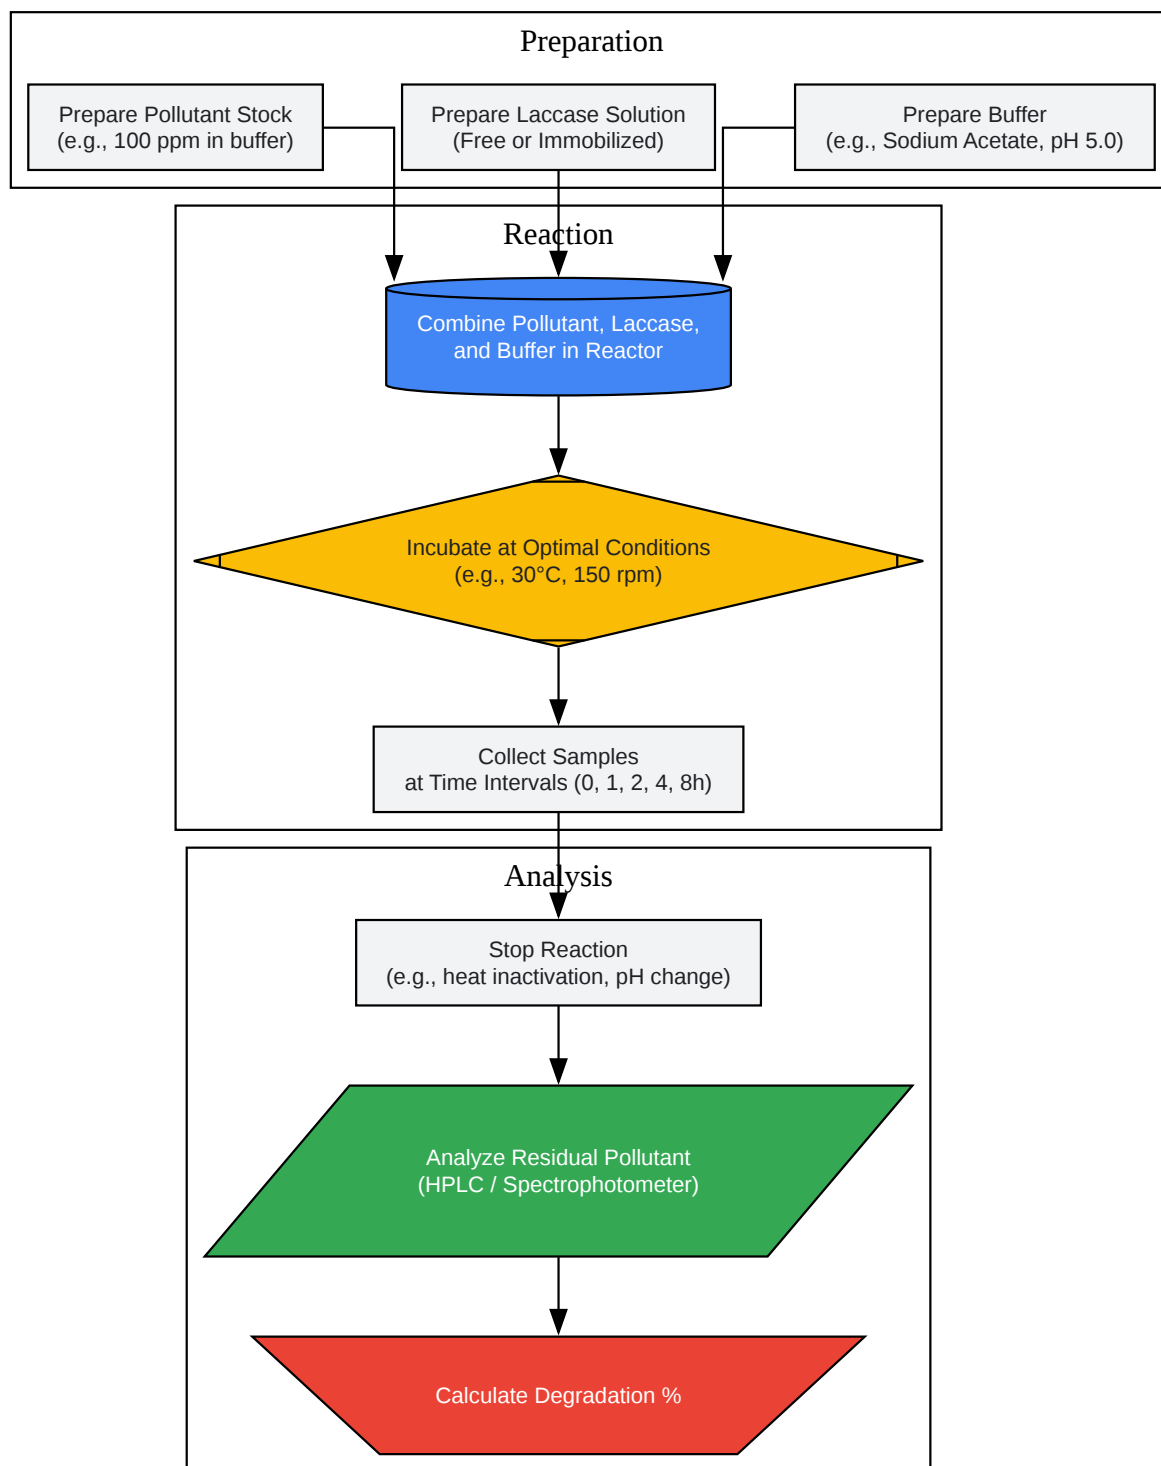 Preparation
Prepare Pollutant Stock
(e.g., 100 ppm in buffer)
Prepare Laccase Solution
(Free or Immobilized)
Prepare Buffer
(e.g., Sodium Acetate, pH 5.0)
Reaction
Combine Pollutant, Laccase,
and Buffer in Reactor
Incubate at Optimal Conditions
(e.g., 30°C, 150 rpm)
Collect Samples
at Time Intervals (0, 1, 2, 4, 8h)
Analysis
Stop Reaction
(e.g., heat inactivation, pH change)
Analyze Residual Pollutant
(HPLC / Spectrophotometer)
Calculate Degradation %